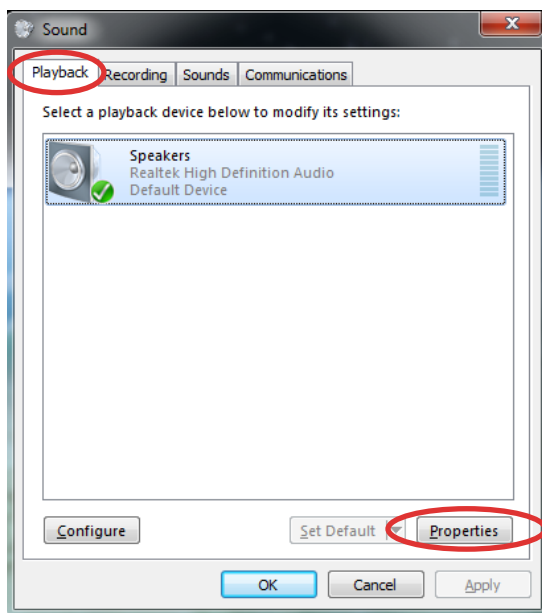 Sound
Playback Recording Sounds Communications
Select a playback device below to modify its settings:
Speakers
Realtek High Definition Audio
Default Device
Configure Set Default Properties
OK Cancel Apply